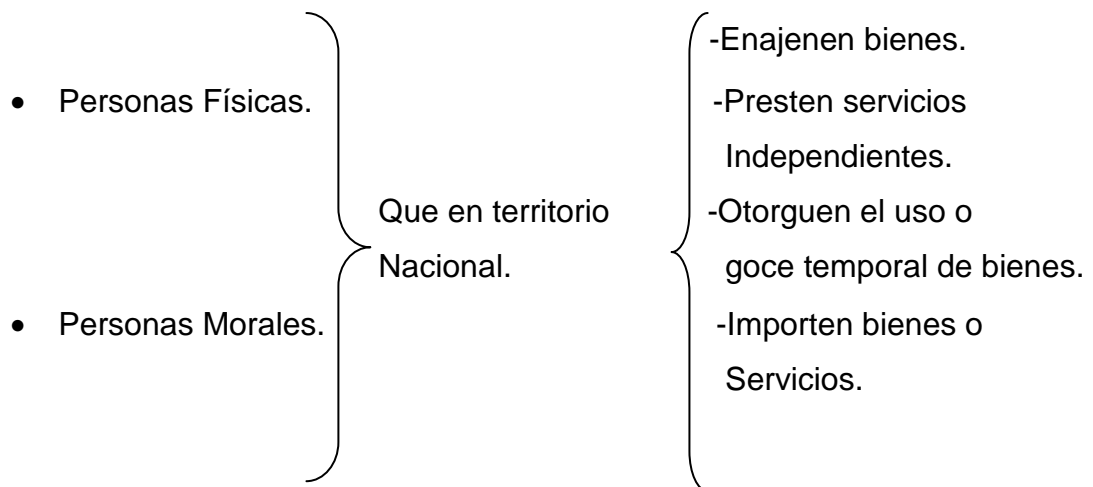 • Personas Físicas.
• Personas Morales.
Que en territorio
Nacional.
-Enajenen bienes.
-Presten servicios
Independientes.
-Otorguen el uso o
goce temporal de bienes.
-Importen bienes o
Servicios.